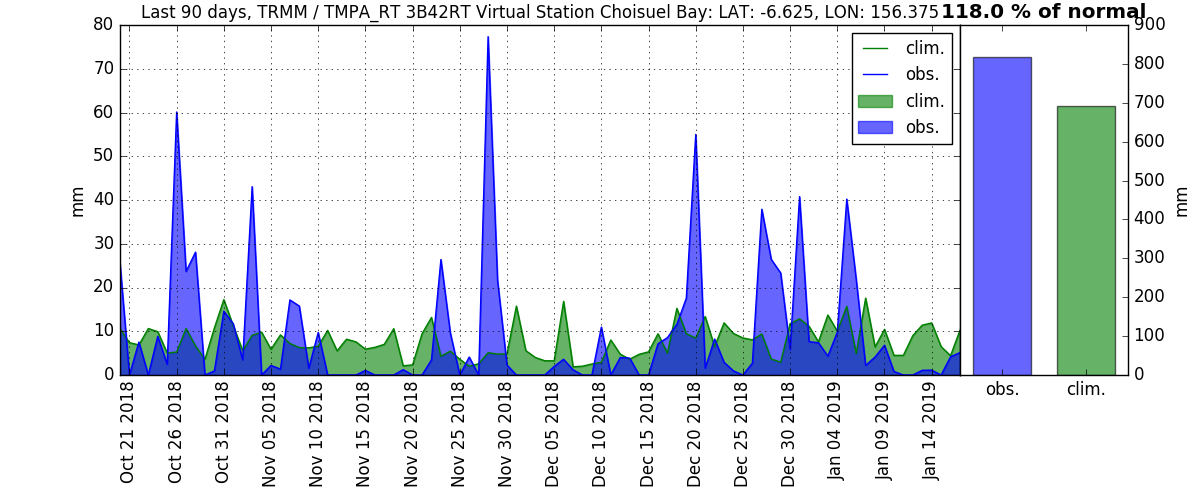 Last 90 days, TRMM / TMPA_RT 3B42RT Virtual Station Choisuel Bay: LAT: -6.625, LON: 156.375
118.0 % of normal
80
70
60
50
40
30
20
10
0
mm
clim.
obs.
clim.
obs.
Oct 21 2018
Oct 26 2018
Oct 31 2018
Nov 05 2018
Nov 10 2018
Nov 15 2018
Nov 20 2018
Nov 25 2018
Nov 30 2018
Dec 05 2018
Dec 10 2018
Dec 15 2018
Dec 20 2018
Dec 25 2018
Dec 30 2018
Jan 04 2019
Jan 09 2019
Jan 14 2019
900
800
700
600
500
400
300
200
100
0
mm
obs.
clim.